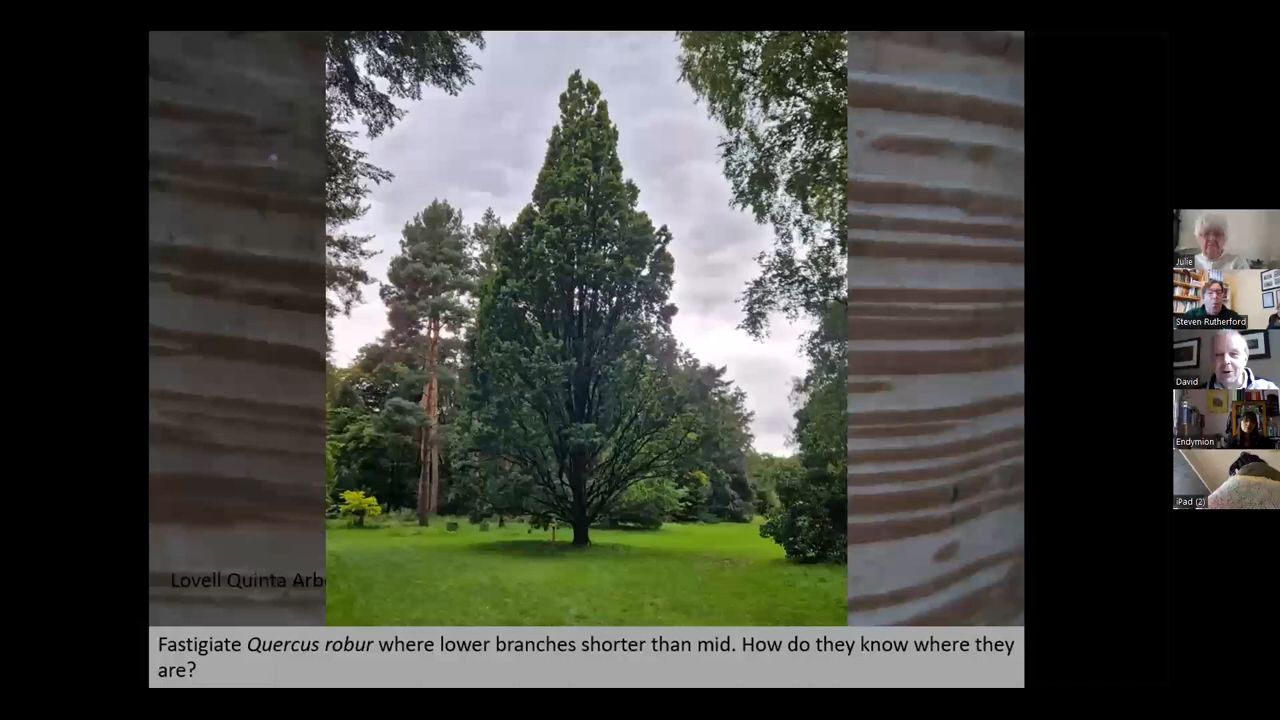 Lovell Quinta Arb
Fastigiate Quercus robur where lower branches shorter than mid. How do they know where they
are?
Julie
Steven Rutherford
David
Endymion
iPad (2)